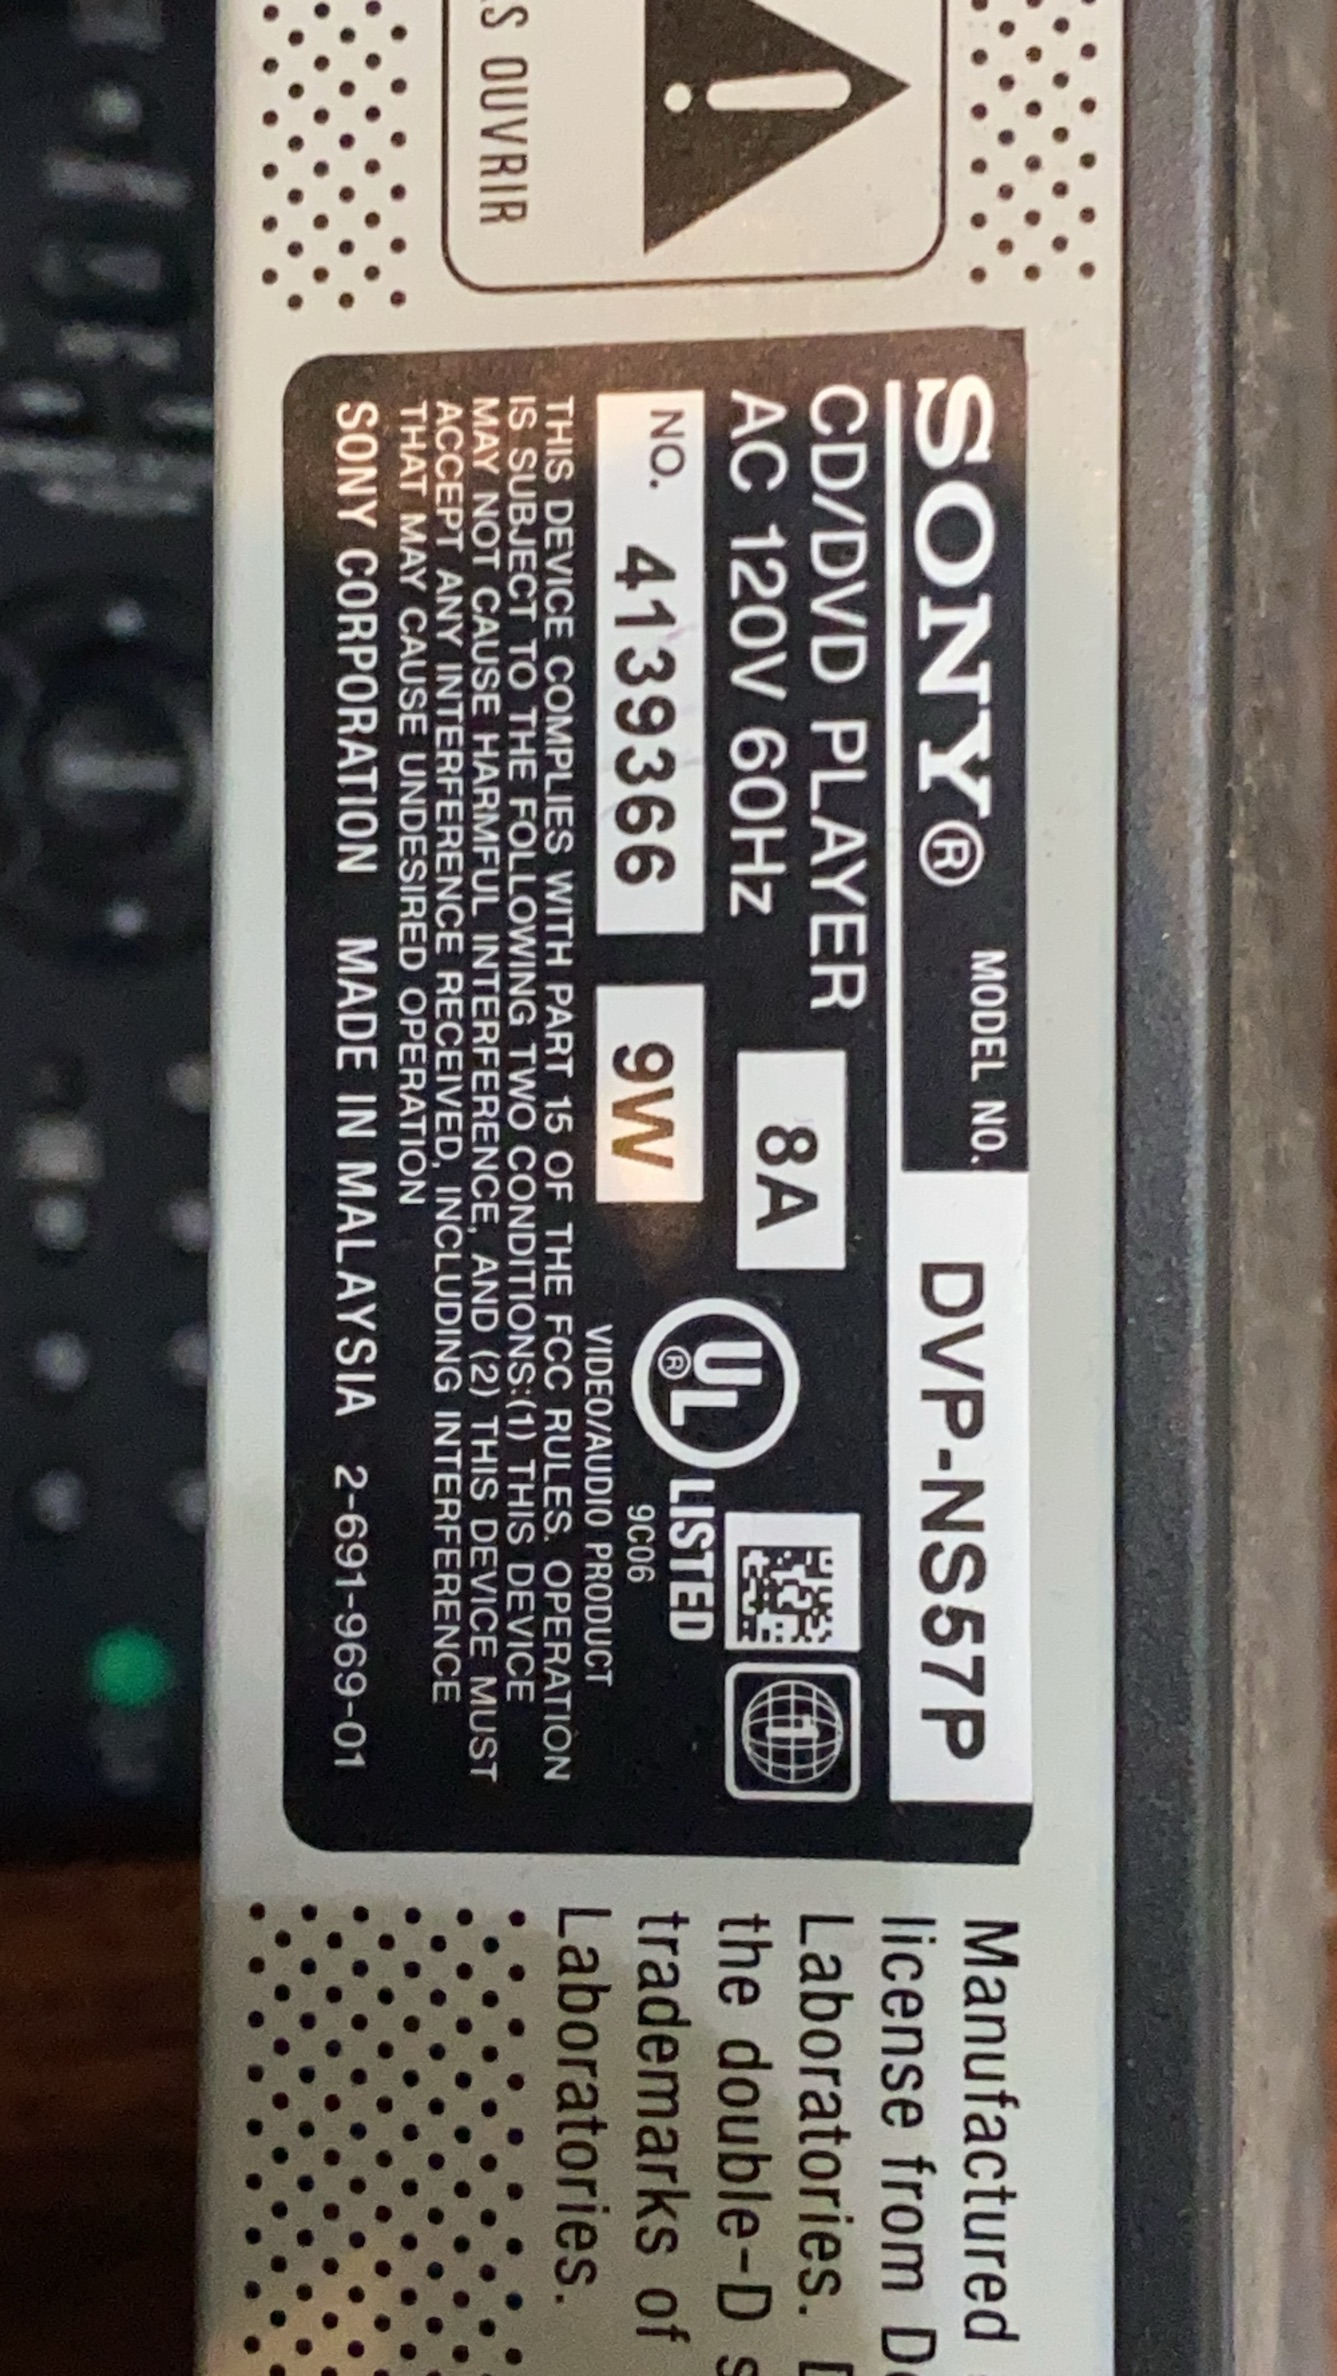 S OUVRIR
SONY® MODEL NO. DVP-NS57P
CD/DVD PLAYER 8A
AC 120V 60Hz
NO. 4139366 9W
UL® LISTED
9C06
VIDEO/AUDIO PRODUCT
THIS DEVICE COMPLIES WITH PART 15 OF THE FCC RULES. OPERATION
IS SUBJECT TO THE FOLLOWING TWO CONDITIONS:(1) THIS DEVICE
MAY NOT CAUSE HARMFUL INTERFERENCE, AND (2) THIS DEVICE MUST
ACCEPT ANY INTERFERENCE RECEIVED, INCLUDING INTERFERENCE
THAT MAY CAUSE UNDESIRED OPERATION
SONY CORPORATION MADE IN MALAYSIA 2-691-969-01
Manufactured
license from
Laboratories.
the double-D
trademarks of
Laboratories.